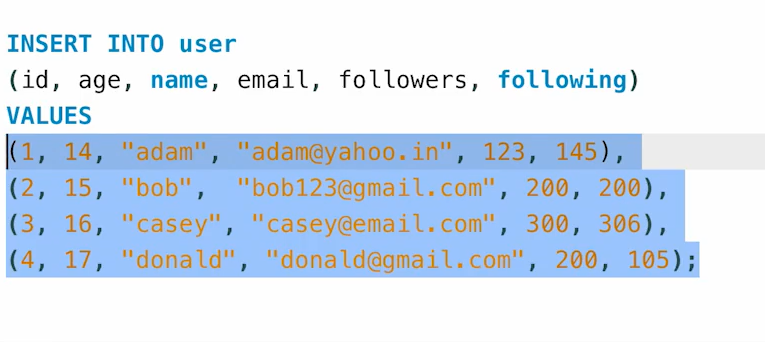 INSERT INTO user
(id, age, name, email, followers, following)
VALUES
(1, 14, "adam", "adam@yahoo.in", 123, 145),
(2, 15, "bob", "bob123@gmail.com", 200, 200),
(3, 16, "casey", "casey@email.com", 300, 306),
(4, 17, "donald", "donald@gmail.com", 200, 105);